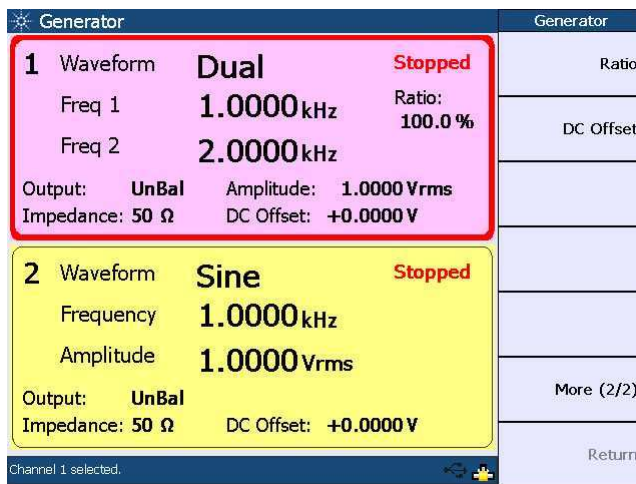 Generator
Generator
1 Waveform Dual Stopped
Freq 1 1.0000 kHz Ratio:
100.0 %
Freq 2 2.0000 kHz
Output: UnBal Amplitude: 1.0000 Vrms
Impedance: 50 Ω DC Offset: +0.0000 V
2 Waveform Sine Stopped
Frequency 1.0000 kHz
Amplitude 1.0000 Vrms
Output: UnBal
Impedance: 50 Ω DC Offset: +0.0000 V
Channel 1 selected.
Ratio
DC Offset
More (2/2)
Return